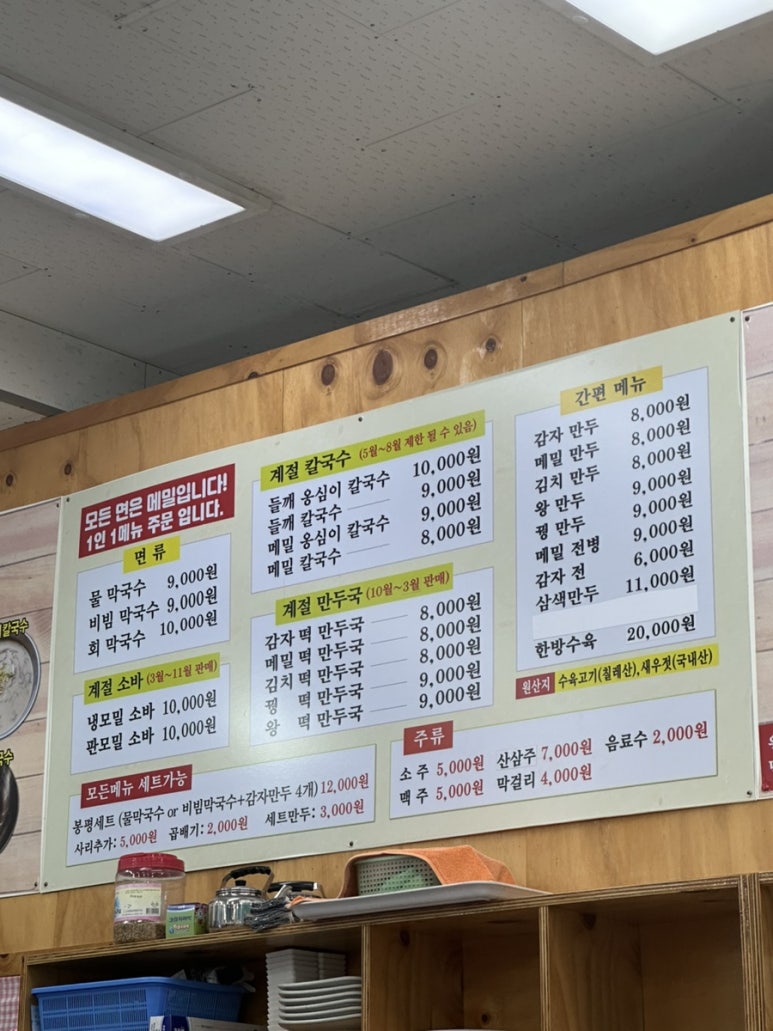 모든 면은 메밀입니다!
1인 1메뉴 주문 입니다.
면 류
물 막국수 9,000원
비빔 막국수 9,000원
회 막국수 10,000원
계절 소바 (3월~11월 판매)
냉모밀 소바 10,000원
판모밀 소바 10,000원
계절 칼국수 (5월~8월 제한 될 수 있음)
들깨 옹심이 칼국수 10,000원
들깨 칼국수 9,000원
메밀 옹심이 칼국수 9,000원
메밀 칼국수 8,000원
계절 만두국 (10월~3월 판매)
감자 떡 만두국 8,000원
메밀 떡 만두국 8,000원
김치 떡 만두국 8,000원
꿩 떡 만두국 9,000원
왕 떡 만두국 9,000원
간편 메뉴
감자 만두 8,000원
메밀 만두 8,000원
김치 만두 8,000원
왕 만두 9,000원
꿩 만두 9,000원
메밀 전병 9,000원
감자 전 6,000원
삼색만두 11,000원
한방수육 20,000원
원산지 수육고기(칠레산),새우젓(국내산)
모든메뉴 세트가능
봉평세트 (물막국수 or 비빔막국수+감자만두 4개) 12,000원
사리추가: 5,000원 곱배기: 2,000원 세트만두: 3,000원
주류
소 주 5,000원 산삼주 7,000원 음료수 2,000원
맥 주 5,000원 막걸리 4,000원
칼국수